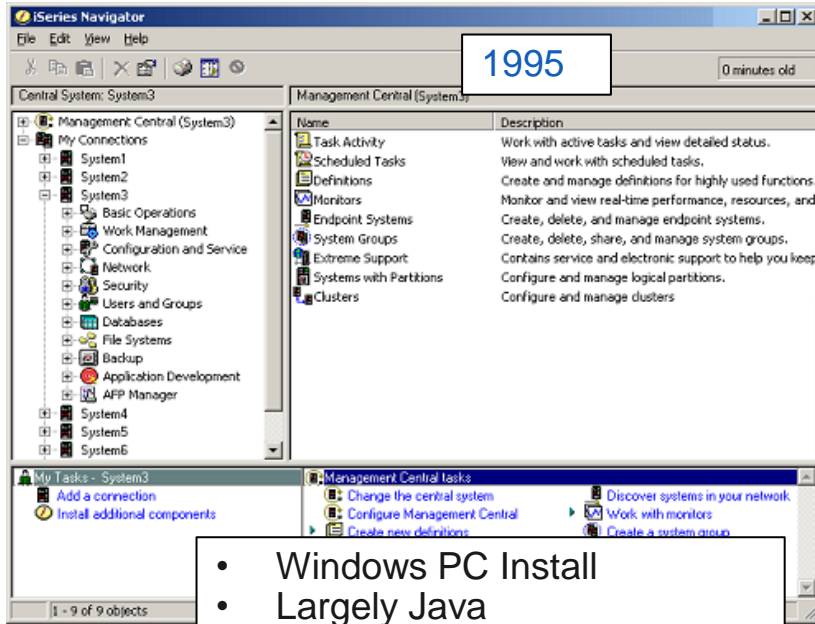 iSeries Navigator
File Edit View Help
1995
0 minutes old
Central System: System3
Management Central (System3)
Management Central (System3)
My Connections
System1
System2
System3
Basic Operations
Work Management
Configuration and Service
Network
Security
Users and Groups
Databases
File Systems
Backup
Application Development
AFP Manager
System4
System5
System6
Name Description
Task Activity Work with active tasks and view detailed status.
Scheduled Tasks View and work with scheduled tasks.
Definitions Create and manage definitions for highly used functions.
Monitors Monitor and view real-time performance, resources, and
Endpoint Systems Create, delete, and manage endpoint systems.
System Groups Create, delete, share, and manage system groups.
Extreme Support Contains service and electronic support to help you keep
Systems with Partitions Configure and manage logical partitions.
Clusters Configure and manage clusters
My Tasks - System3
Add a connection
Install additional components
Management Central tasks
Change the central system
Configure Management Central
Create new definitions
Discover systems in your network
Work with monitors
Create a system group
• Windows PC Install
• Largely Java
1 - 9 of 9 objects